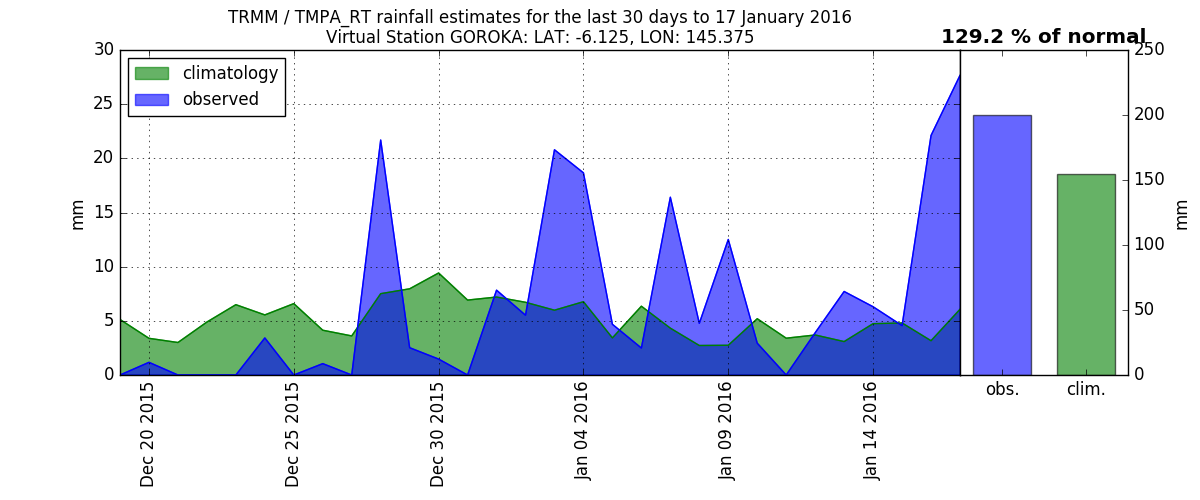 TRMM / TMPA_RT rainfall estimates for the last 30 days to 17 January 2016
Virtual Station GOROKA: LAT: -6.125, LON: 145.375
129.2 % of normal
climatology
observed
30
25
20
15
10
5
0
mm
Dec 20 2015
Dec 25 2015
Dec 30 2015
Jan 04 2016
Jan 09 2016
Jan 14 2016
obs.
clim.
250
200
150
100
50
0
mm